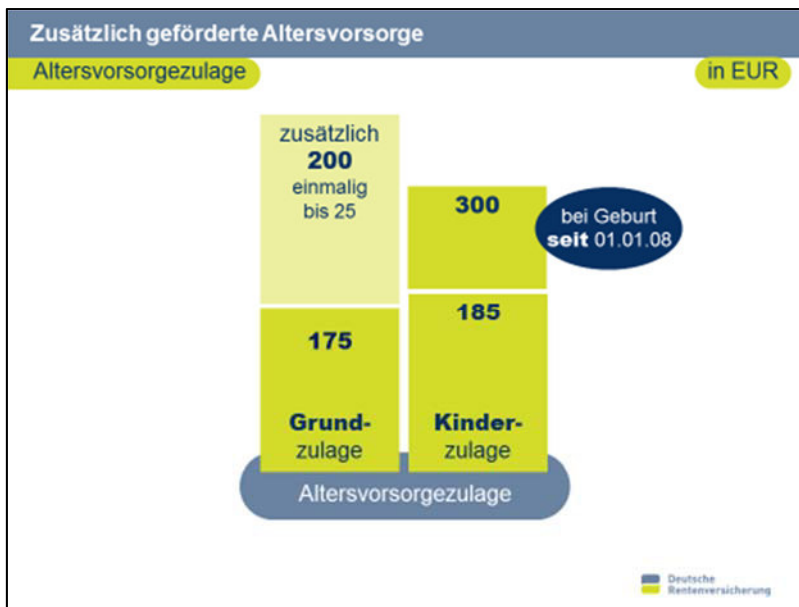 Zusätzlich geförderte Altersvorsorge
Altersvorsorgezulage
in EUR
zusätzlich
200
einmalig
bis 25
175
Grund-
zulage
300
185
Kinder-
zulage
bei Geburt
seit 01.01.08
Altersvorsorgezulage
Deutsche
Rentenversicherung